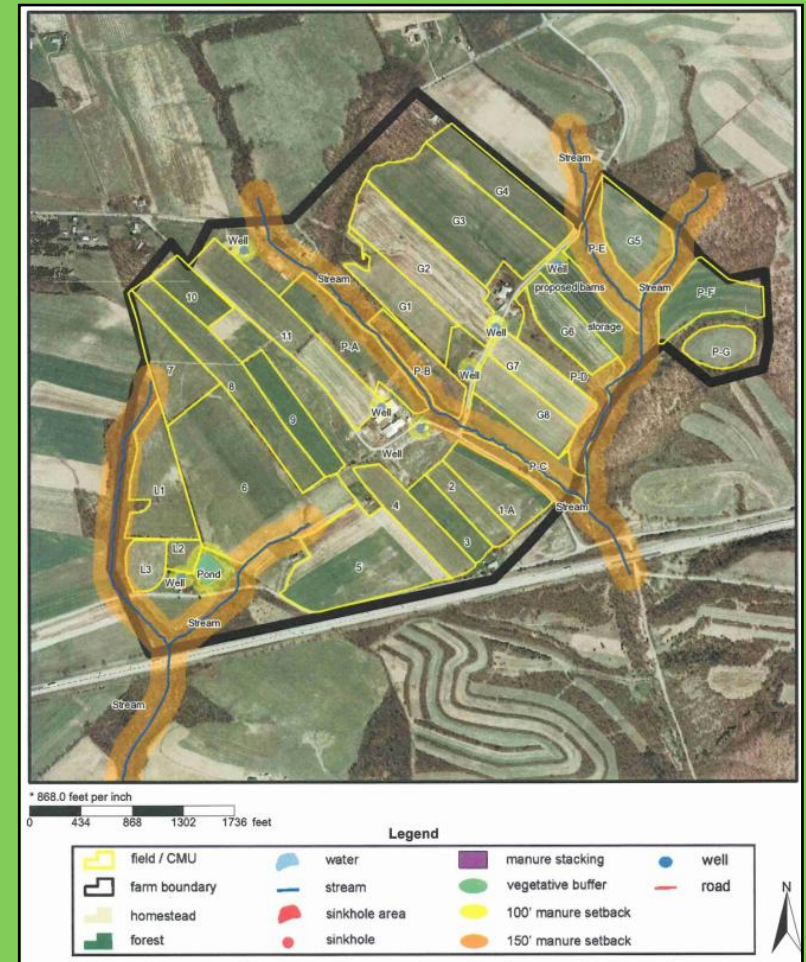 Stream
G4
G3
Well
Stream
P-E
G5
Stream
G2
Well
proposed barns
P-F
10
G1
G6
storage
11
Well
P-G
P-A
7
P-B
Well
G7
P-D
8
G8
9
Well
Well
P-C
6
4
2
L1
1-A
Stream
3
L2
L3
Pond
5
Well
Stream
Stream
* 868.0 feet per inch
0 434 868 1302 1736 feet
Legend
field / CMU
water
manure stacking
well
farm boundary
stream
vegetative buffer
road
homestead
sinkhole area
100' manure setback
forest
sinkhole
150' manure setback
N